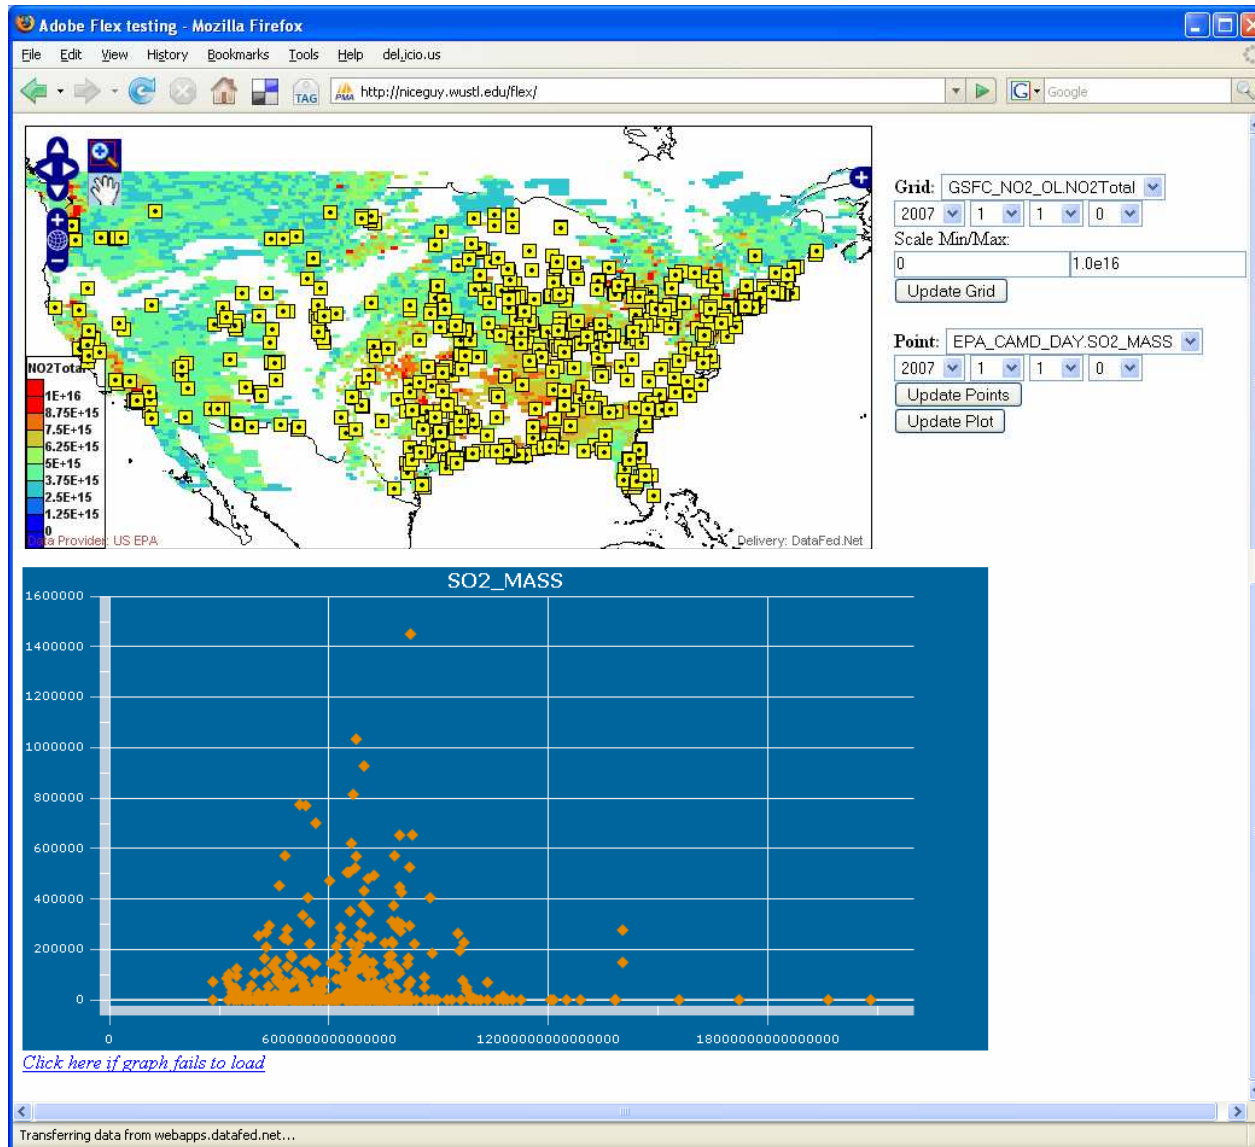 Adobe Flex testing - Mozilla Firefox
File Edit View History Bookmarks Tools Help del.icio.us
TAG PMA http://niceguy.wustl.edu/flex/ G Google
Grid: GSFC_NO2_OL.NO2Total
2007 1 1 0
Scale Min/Max:
0 1.0e16
Update Grid
Point: EPA_CAMD_DAY.SO2_MASS
2007 1 1 0
Update Points
Update Plot
NO2Total
1E+16
8.75E+15
7.5E+15
6.25E+15
5E+15
3.75E+15
2.5E+15
1.25E+15
0
Data Provider: US EPA
Delivery: DataFed.Net
SO2_MASS
1600000
1400000
1200000
1000000
800000
600000
400000
200000
0
0 6000000000000000 12000000000000000 18000000000000000
Click here if graph fails to load
Transferring data from webapps.datafed.net...